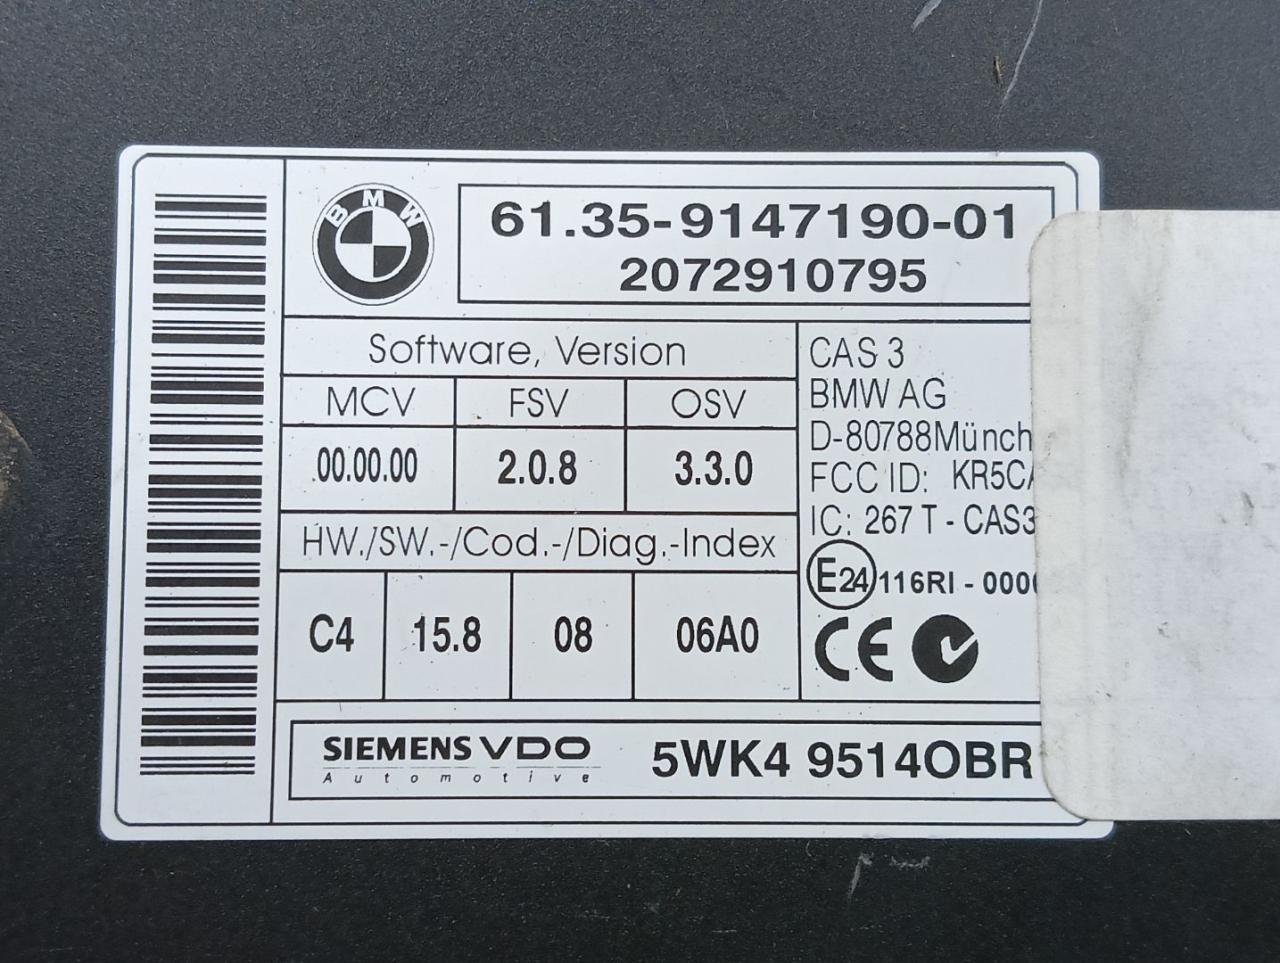 BMW
61.35-9147190-01
2072910795
Software, Version
MCV FSV OSV
00.00.00 2.0.8 3.3.0
HW./SW.-/Cod.-/Diag.-Index
C4 15.8 08 06A0
CAS 3
BMW AG
D-80788Münch
FCC ID: KR5CA
IC: 267 T - CAS3
E24 116RI - 000
CE
SIEMENS VDO
Automotive
5WK4 9514OBR